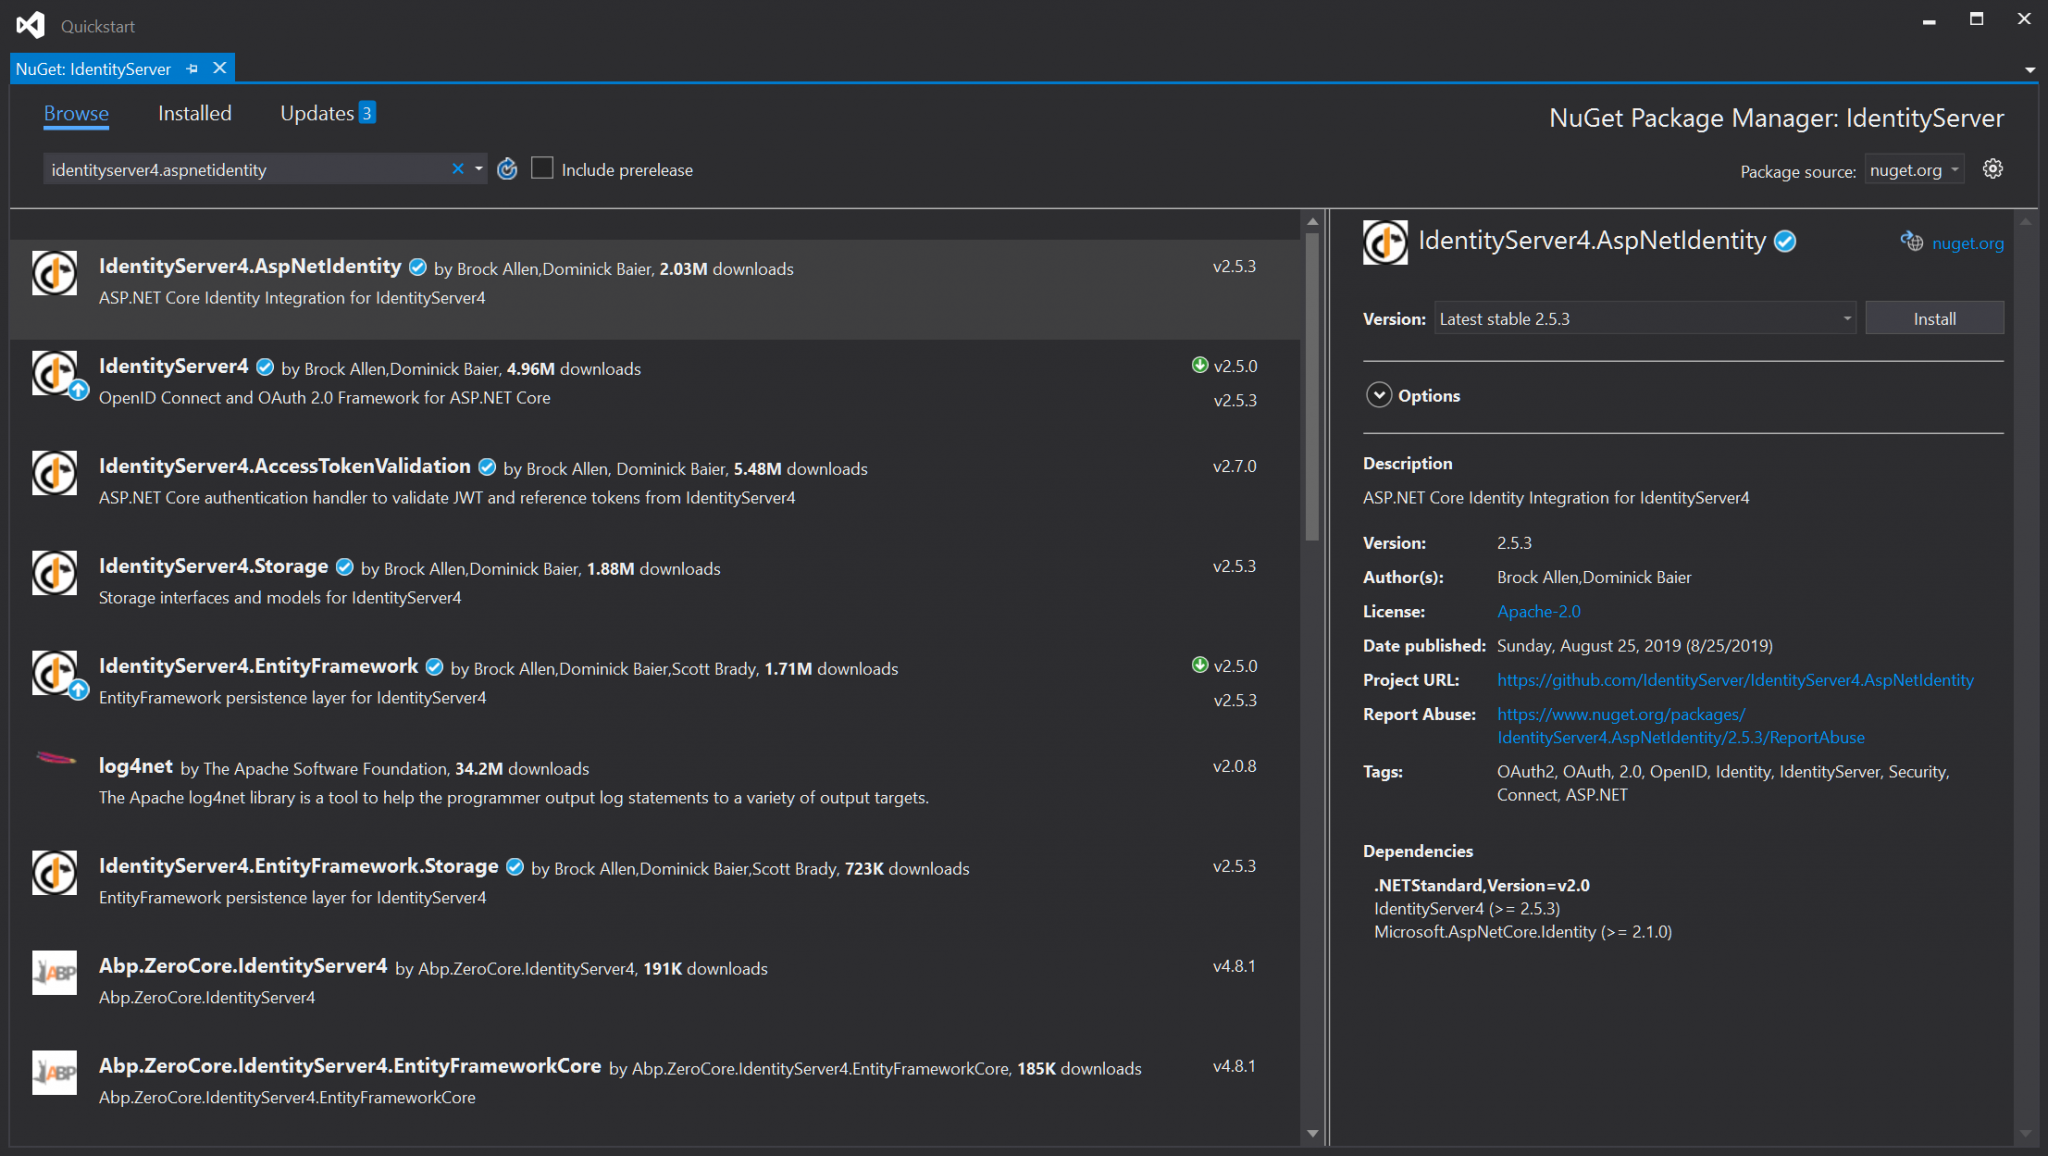 Quickstart
NuGet: IdentityServer
Browse Installed Updates 3
NuGet Package Manager: IdentityServer
identityserver4.aspnetidentity Include prerelease
Package source: nuget.org
IdentityServer4.AspNetIdentity by Brock Allen,Dominick Baier, 2.03M downloads v2.5.3
ASP.NET Core Identity Integration for IdentityServer4
IdentityServer4 by Brock Allen,Dominick Baier, 4.96M downloads v2.5.0
OpenID Connect and OAuth 2.0 Framework for ASP.NET Core v2.5.3
IdentityServer4.AccessTokenValidation by Brock Allen, Dominick Baier, 5.48M downloads v2.7.0
ASP.NET Core authentication handler to validate JWT and reference tokens from IdentityServer4
IdentityServer4.Storage by Brock Allen,Dominick Baier, 1.88M downloads v2.5.3
Storage interfaces and models for IdentityServer4
IdentityServer4.EntityFramework by Brock Allen,Dominick Baier,Scott Brady, 1.71M downloads v2.5.0
EntityFramework persistence layer for IdentityServer4 v2.5.3
log4net by The Apache Software Foundation, 34.2M downloads v2.0.8
The Apache log4net library is a tool to help the programmer output log statements to a variety of output targets.
IdentityServer4.EntityFramework.Storage by Brock Allen,Dominick Baier,Scott Brady, 723K downloads v2.5.3
EntityFramework persistence layer for IdentityServer4
ABP
Abp.ZeroCore.IdentityServer4 by Abp.ZeroCore.IdentityServer4, 191K downloads v4.8.1
Abp.ZeroCore.IdentityServer4
ABP
Abp.ZeroCore.IdentityServer4.EntityFrameworkCore by Abp.ZeroCore.IdentityServer4.EntityFrameworkCore, 185K downloads v4.8.1
Abp.ZeroCore.IdentityServer4.EntityFrameworkCore
IdentityServer4.AspNetIdentity nuget.org
Version: Latest stable 2.5.3 Install
Options
Description
ASP.NET Core Identity Integration for IdentityServer4
Version: 2.5.3
Author(s): Brock Allen,Dominick Baier
License: Apache-2.0
Date published: Sunday, August 25, 2019 (8/25/2019)
Project URL: https://github.com/IdentityServer/IdentityServer4.AspNetIdentity
Report Abuse: https://www.nuget.org/packages/
IdentityServer4.AspNetIdentity/2.5.3/ReportAbuse
Tags: OAuth2, OAuth, 2.0, OpenID, Identity, IdentityServer, Security,
Connect, ASP.NET
Dependencies
.NETStandard,Version=v2.0
IdentityServer4 (>= 2.5.3)
Microsoft.AspNetCore.Identity (>= 2.1.0)